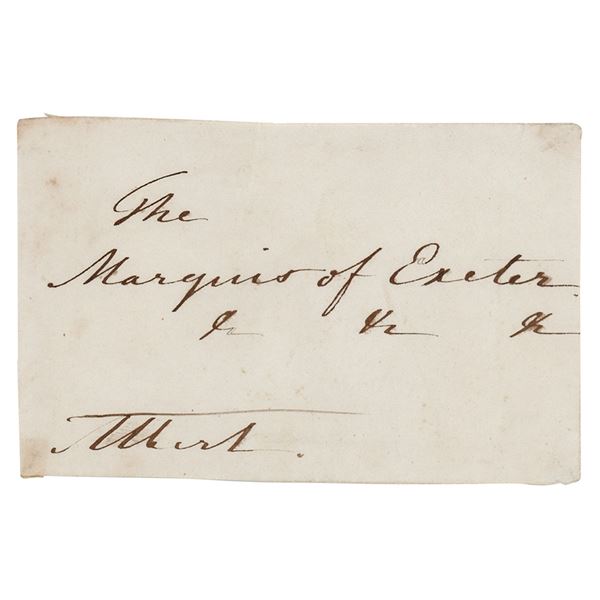 The
Marquis of Exeter
&c &c &c
Albert.